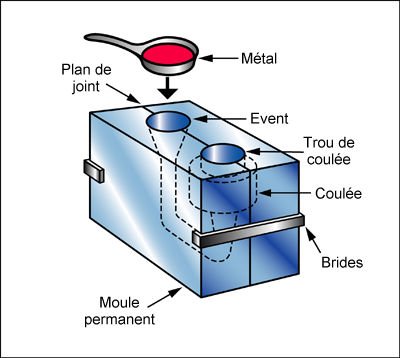 Métal
Plan de
joint
Event
Trou de
coulée
Coulée
Brides
Moule
permanent